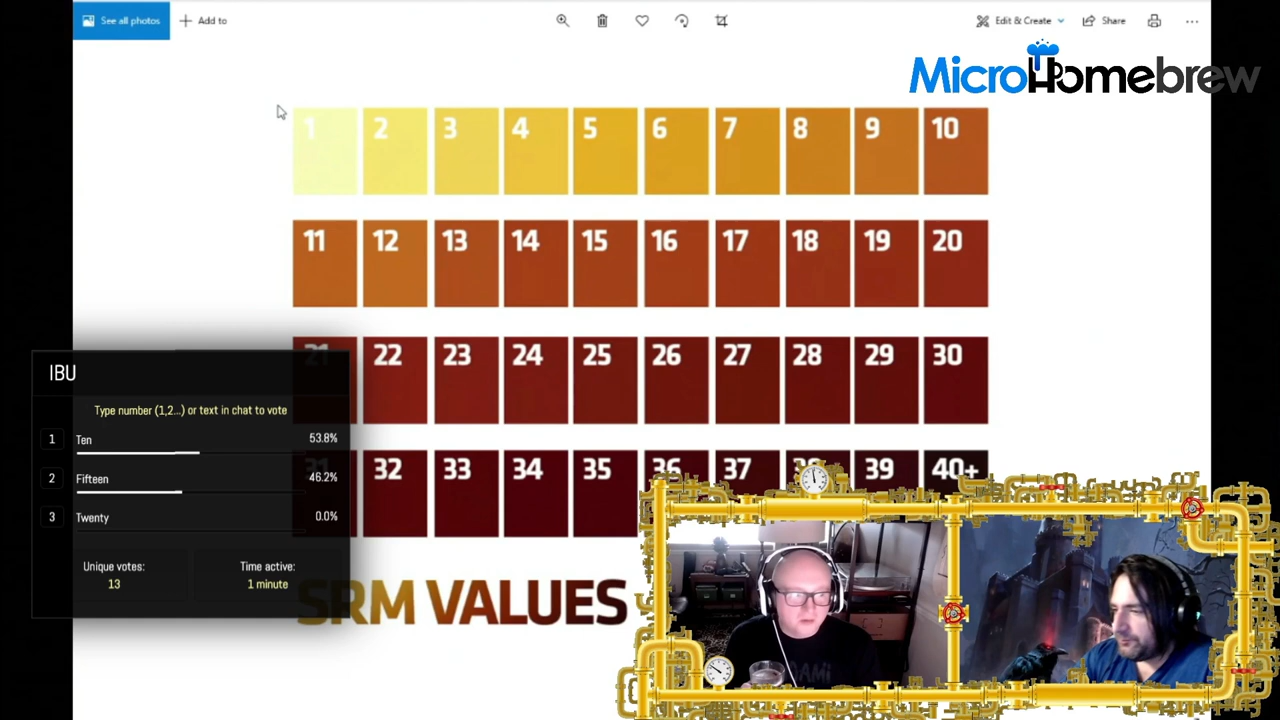 See all photos
Add to
Edit & Create
Share
MicroHomebrew
1 2 3 4 5 6 7 8 9 10
11 12 13 14 15 16 17 18 19 20
21 22 23 24 25 26 27 28 29 30
31 32 33 34 35 36 37 38 39 40+
SRM VALUES
IBU
Type number (1,2...) or text in chat to vote
1 Ten 53.8%
2 Fifteen 46.2%
3 Twenty 0.0%
Unique votes: Time active:
13 1 minute